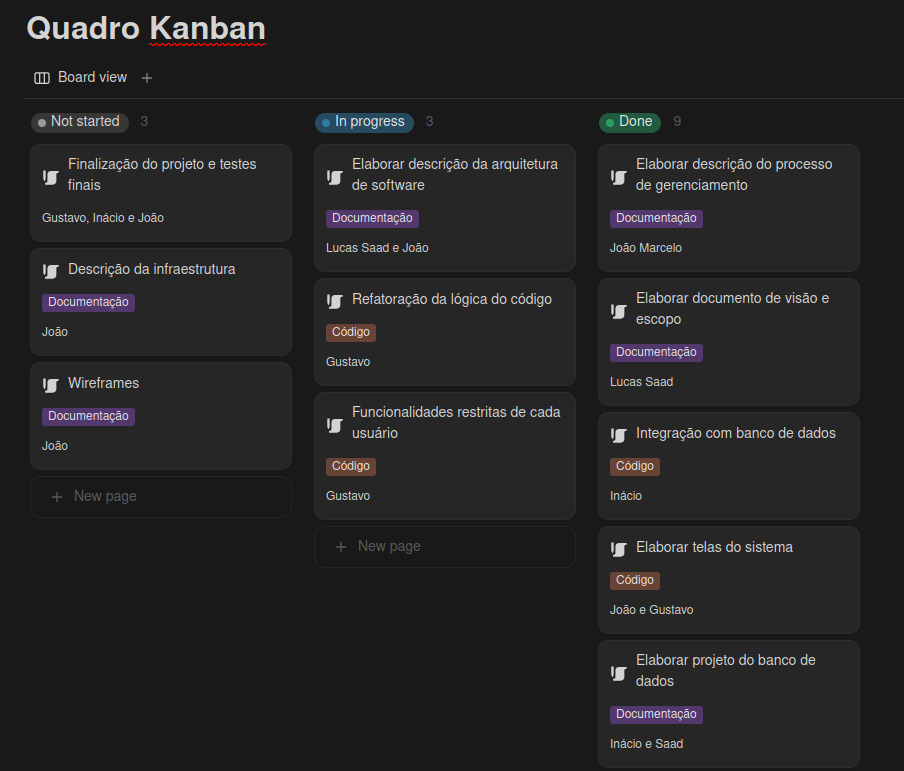 Quadro Kanban
Board view
Not started 3
Finalização do projeto e testes
finais
Gustavo, Inácio e João
Descrição da infraestrutura
Documentação
João
Wireframes
Documentação
João
New page
In progress 3
Elaborar descrição da arquitetura
de software
Documentação
Lucas Saad e João
Refatoração da lógica do código
Código
Gustavo
Funcionalidades restritas de cada
usuário
Código
Gustavo
New page
Done 9
Elaborar descrição do processo
de gerenciamento
Documentação
João Marcelo
Elaborar documento de visão e
escopo
Documentação
Lucas Saad
Integração com banco de dados
Código
Inácio
Elaborar telas do sistema
Código
João e Gustavo
Elaborar projeto do banco de
dados
Documentação
Inácio e Saad